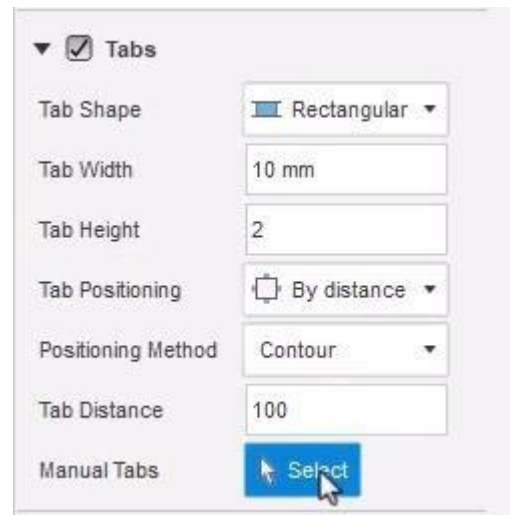 Tabs
Tab Shape Rectangular
Tab Width 10 mm
Tab Height 2
Tab Positioning By distance
Positioning Method Contour
Tab Distance 100
Manual Tabs Select